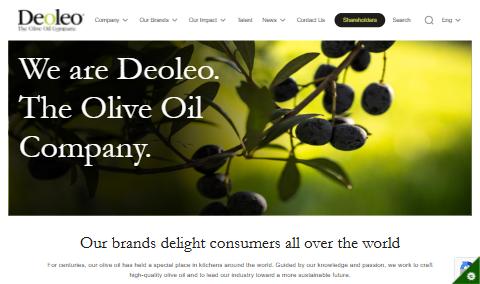 Deoleo
The Olive Oil Company.
Company Our Brands Our Impact Talent News Contact Us Shareholders Search Eng
We are Deoleo.
The Olive Oil
Company.
Our brands delight consumers all over the world
For centuries, our olive oil has held a special place in kitchens around the world. Guided by our knowledge and passion, we work to craft
high-quality olive oil and to lead our industry toward a more sustainable future.